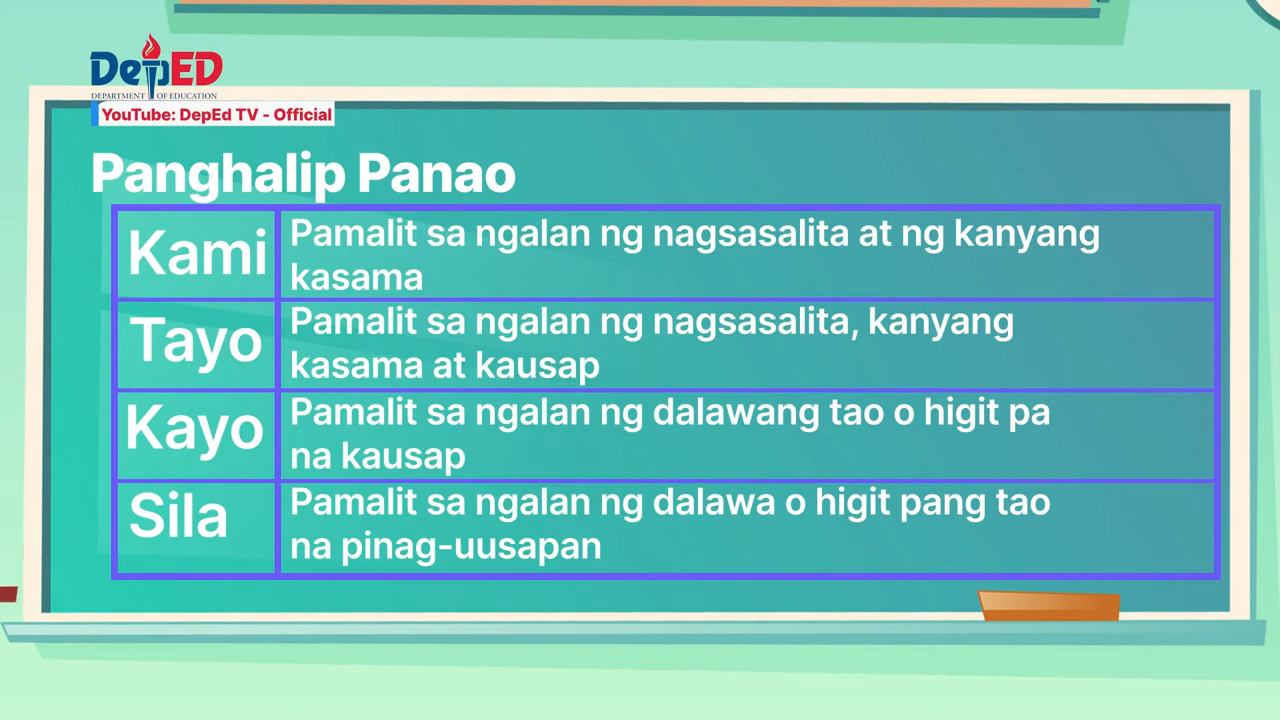 DepED
DEPARTMENT OF EDUCATION
YouTube: DepEd TV - Official
Panghalip Panao
Kami
Pamalit sa ngalan ng nagsasalita at ng kanyang
kasama
Tayo
Pamalit sa ngalan ng nagsasalita, kanyang
kasama at kausap
Kayo
Pamalit sa ngalan ng dalawang tao o higit pa
na kausap
Sila
Pamalit sa ngalan ng dalawa o higit pang tao
na pinag-uusapan